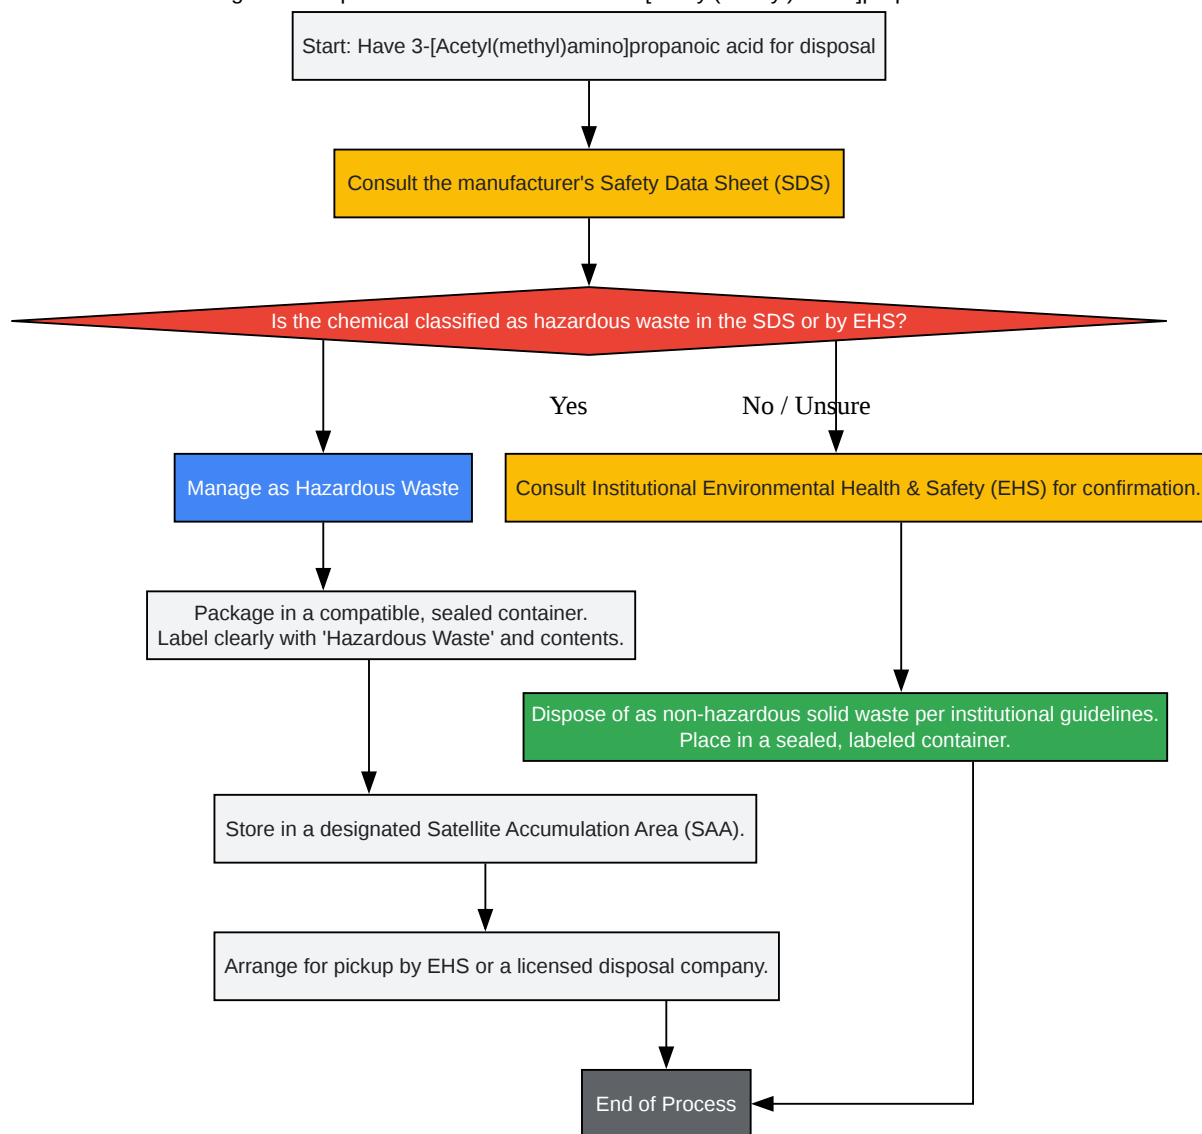 Start: Have 3-[Acetyl(methyl)amino]propanoic acid for disposal
Consult the manufacturer's Safety Data Sheet (SDS)
Is the chemical classified as hazardous waste in the SDS or by EHS?
Yes
No / Unsure
Manage as Hazardous Waste
Consult Institutional Environmental Health & Safety (EHS) for confirmation.
Package in a compatible, sealed container.
Label clearly with 'Hazardous Waste' and contents.
Dispose of as non-hazardous solid waste per institutional guidelines.
Place in a sealed, labeled container.
Store in a designated Satellite Accumulation Area (SAA).
Arrange for pickup by EHS or a licensed disposal company.
End of Process